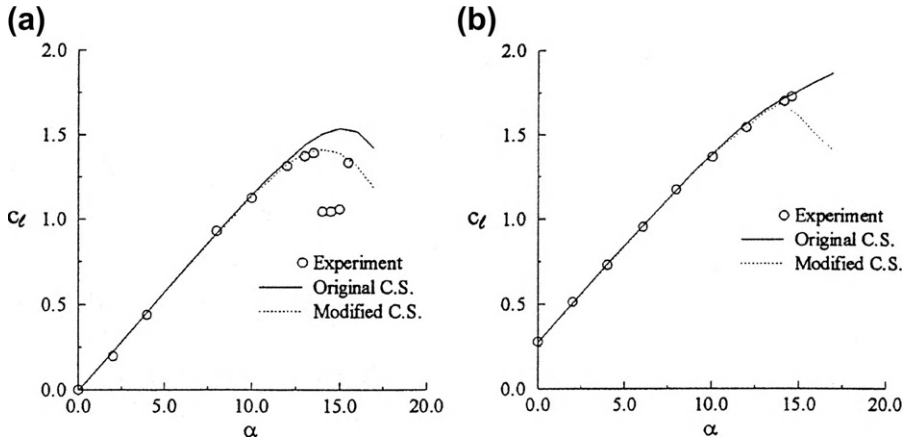 (a)
2.0
1.5
1.0
0.5
0.0
cℓ
0.0 5.0 10.0 15.0 20.0
α
Experiment
Original C.S.
Modified C.S.
(b)
2.0
1.5
1.0
0.5
0.0
cℓ
0.0 5.0 10.0 15.0 20.0
α
Experiment
Original C.S.
Modified C.S.